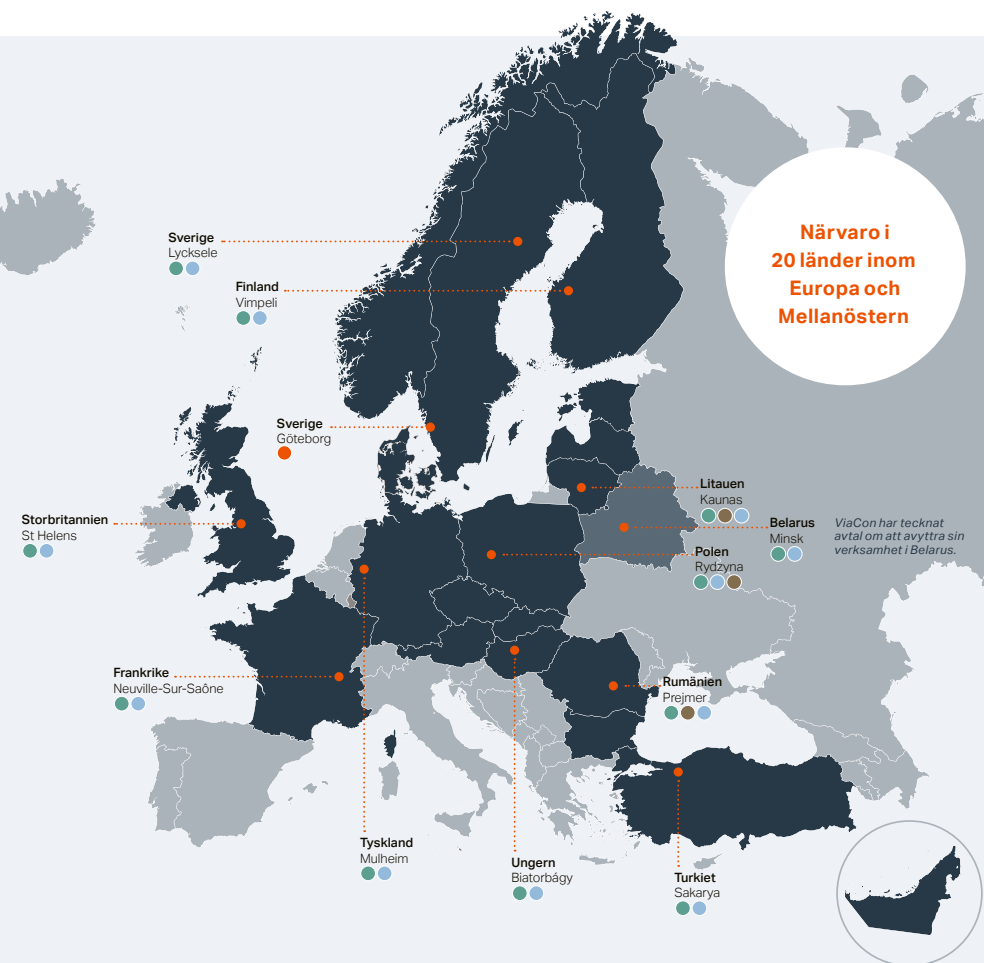 Närvaro i
20 länder inom
Europa och
Mellanöstern
Sverige
Lycksele
Finland
Vimpeli
Sverige
Göteborg
Storbritannien
St Helens
Litauen
Kaunas
Belarus
Minsk
ViaCon har tecknat
avtal om att avyttra sin
verksamhet i Belarus.
Polen
Rydzyna
Frankrike
Neuville-Sur-Saône
Rumänien
Prejmer
Tyskland
Mulheim
Ungern
Biatorbágy
Turkiet
Sakarya